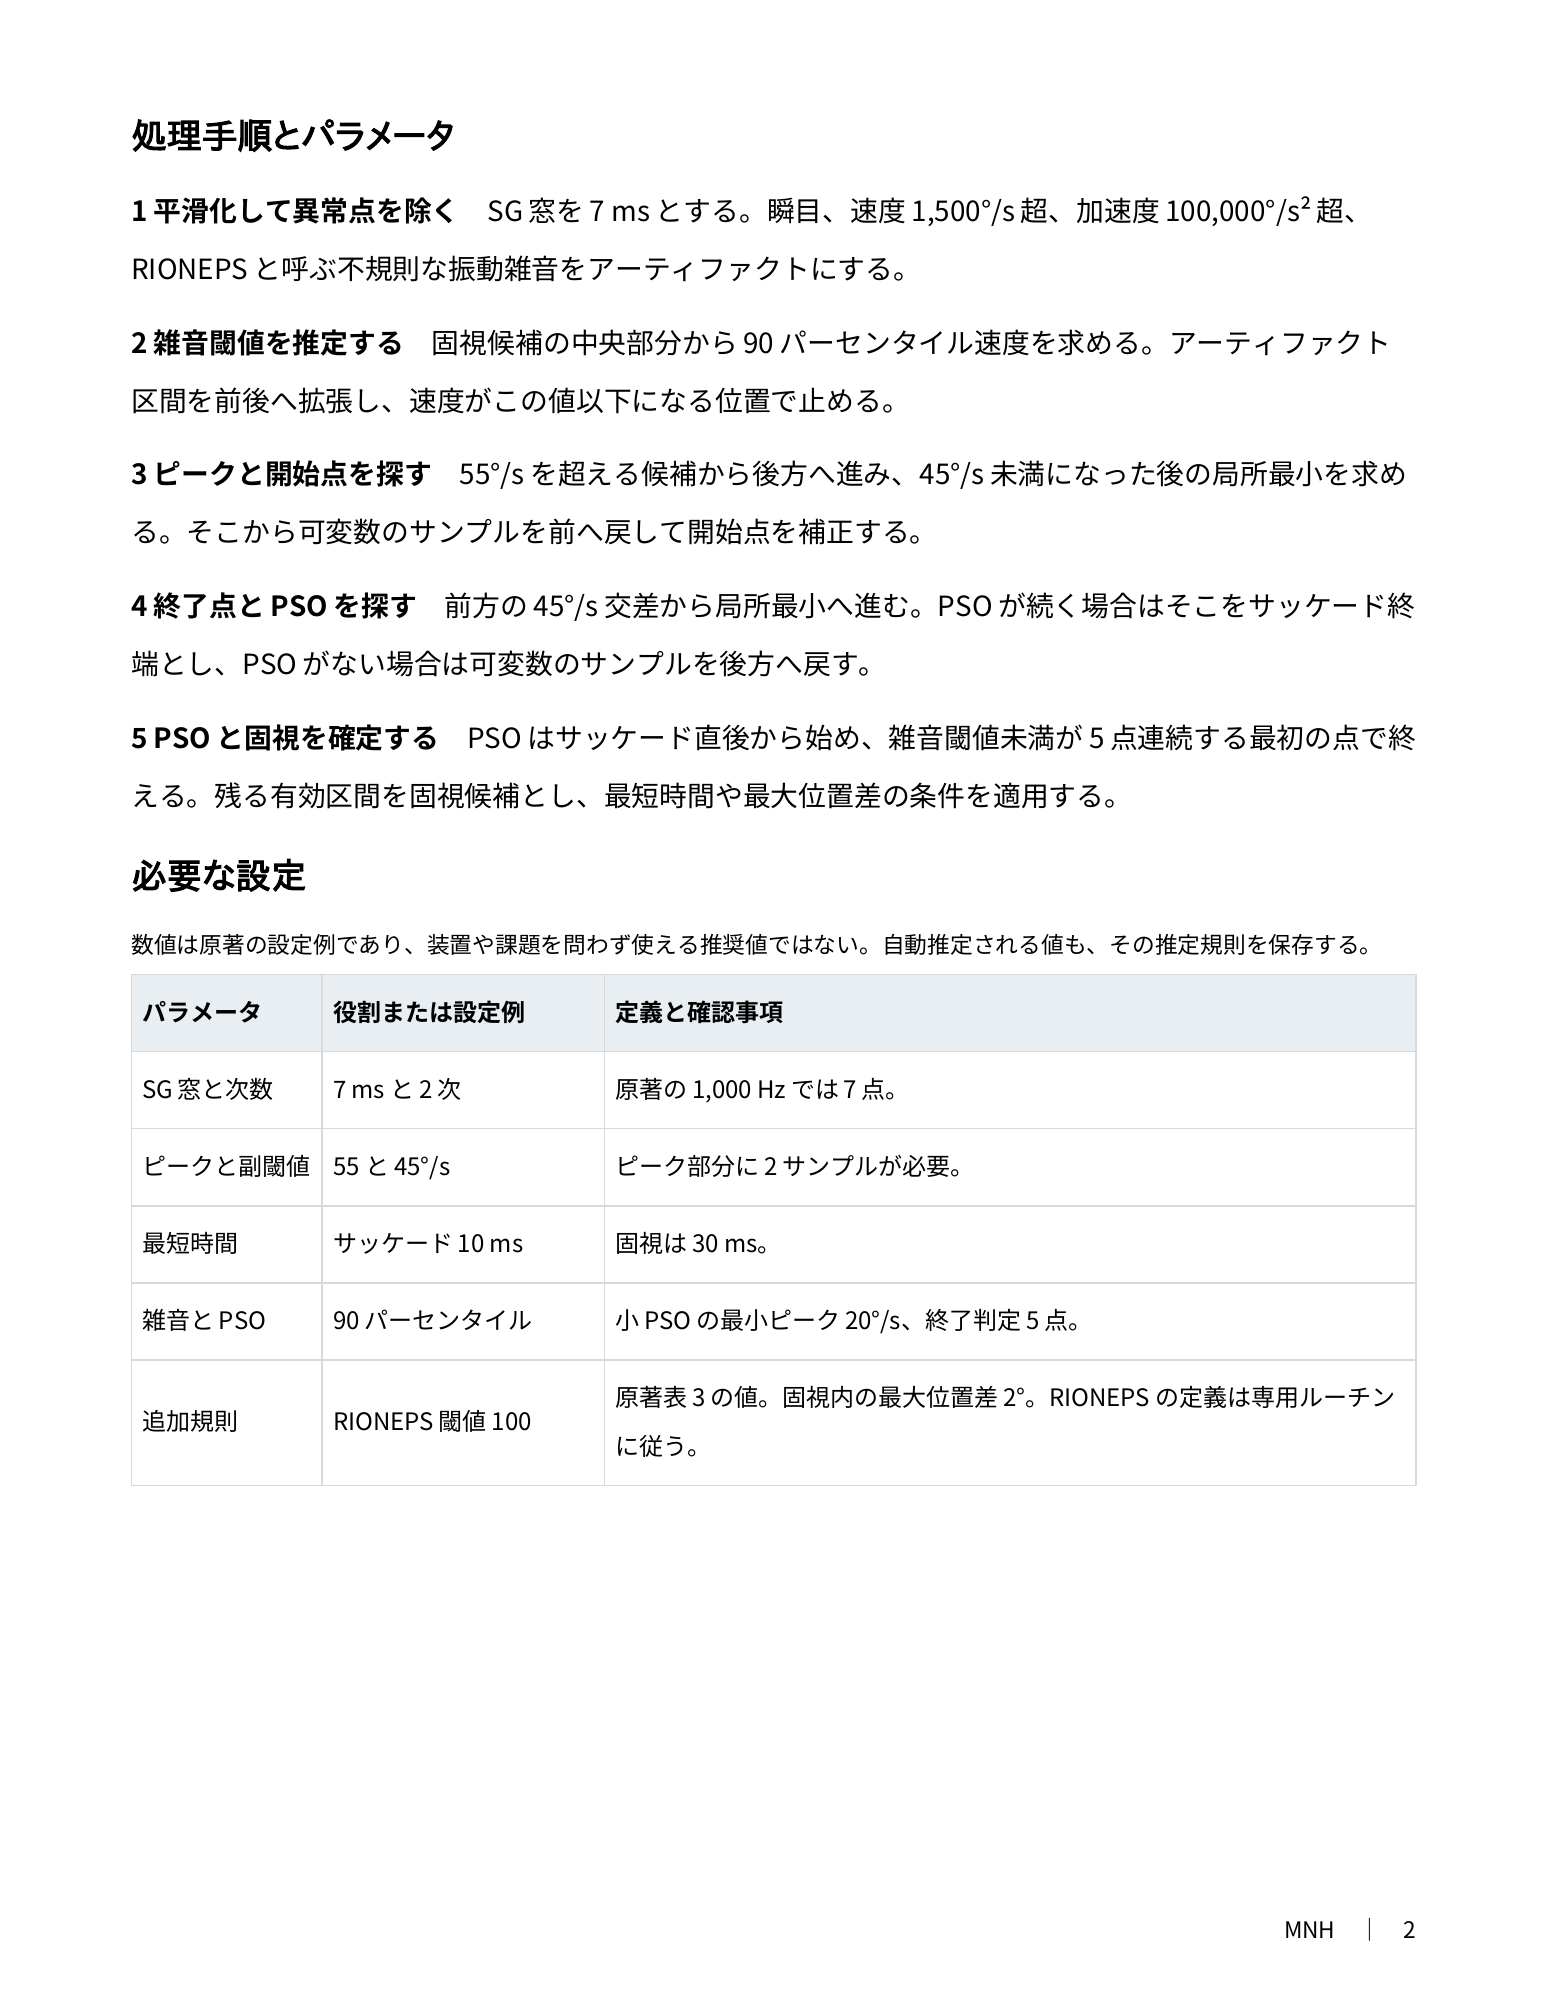 処理手順とパラメータ
1 平滑化して異常点を除く　SG 窓を 7 ms とする。瞬目、速度 1,500°/s 超、加速度 100,000°/s² 超、
RIONEPS と呼ぶ不規則な振動雑音をアーティファクトにする。
2 雑音閾値を推定する　固視候補の中央部分から 90 パーセンタイル速度を求める。アーティファクト
区間を前後へ拡張し、速度がこの値以下になる位置で止める。
3 ピークと開始点を探す　55°/s を超える候補から後方へ進み、45°/s 未満になった後の局所最小を求め
る。そこから可変数のサンプルを前へ戻して開始点を補正する。
4 終了点と PSO を探す　前方の 45°/s 交差から局所最小へ進む。PSO が続く場合はそこをサッケード終
端とし、PSO がない場合は可変数のサンプルを後方へ戻す。
5 PSO と固視を確定する　PSO はサッケード直後から始め、雑音閾値未満が 5 点連続する最初の点で終
える。残る有効区間を固視候補とし、最短時間や最大位置差の条件を適用する。
必要な設定
数値は原著の設定例であり、装置や課題を問わず使える推奨値ではない。自動推定される値も、その推定規則を保存する。
パラメータ　役割または設定例　定義と確認事項
SG 窓と次数　7 ms と 2 次　原著の 1,000 Hz では 7 点。
ピークと副閾値　55 と 45°/s　ピーク部分に 2 サンプルが必要。
最短時間　サッケード 10 ms　固視は 30 ms。
雑音と PSO　90 パーセンタイル　小 PSO の最小ピーク 20°/s、終了判定 5 点。
追加規則　RIONEPS 閾値 100　原著表 3 の値。固視内の最大位置差 2°。RIONEPS の定義は専用ルーチン
に従う。
MNH ｜ 2